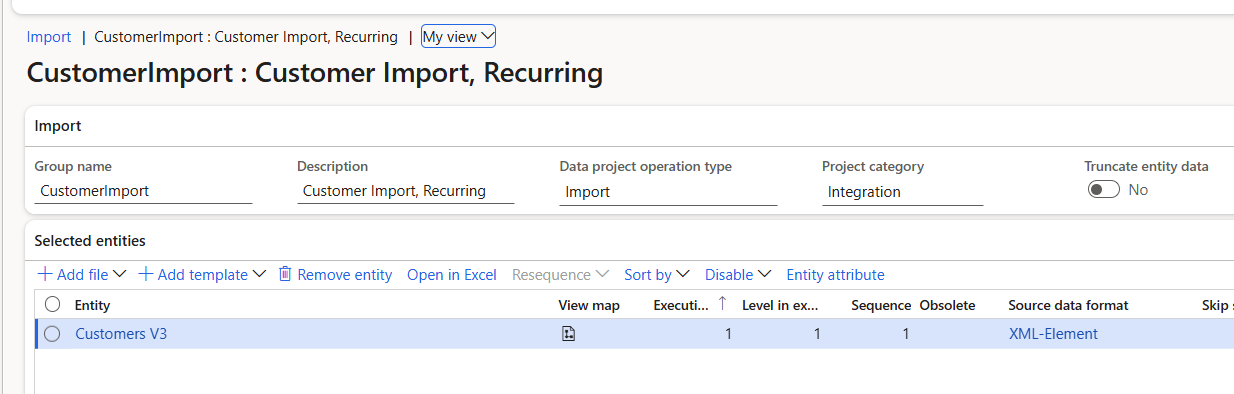 Import | CustomerImport : Customer Import, Recurring | My view
CustomerImport : Customer Import, Recurring
Import
Group name Description Data project operation type Project category Truncate entity data
CustomerImport Customer Import, Recurring Import Integration No
Selected entities
Add file Add template Remove entity Open in Excel Resequence Sort by Disable Entity attribute
Entity View map Executi... Level in ex... Sequence Obsolete Source data format Skip
Customers V3 1 1 1 XML-Element